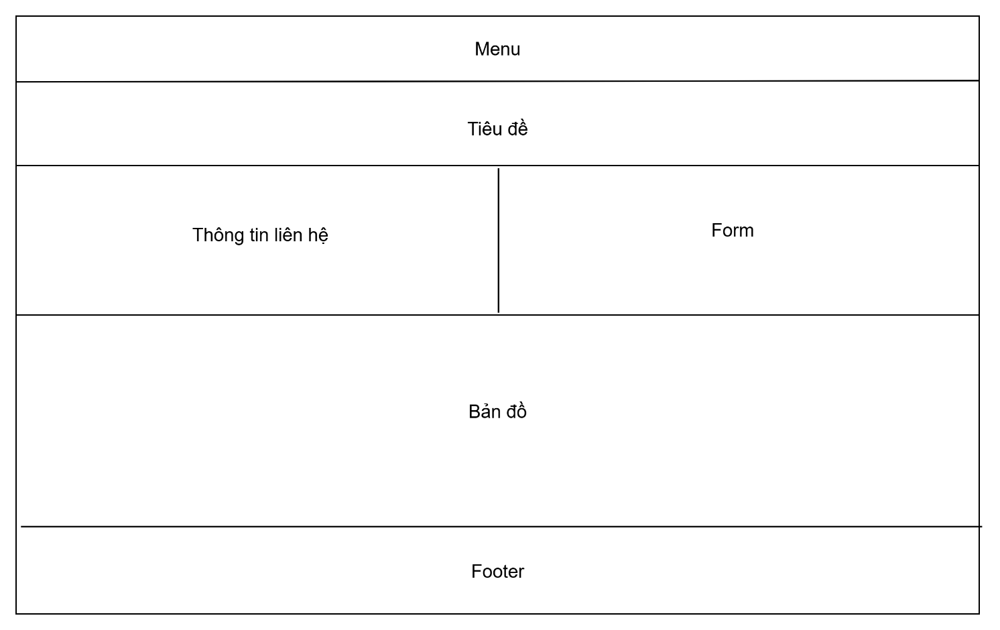 Menu
Tiêu đề
Thông tin liên hệ
Form
Bản đồ
Footer